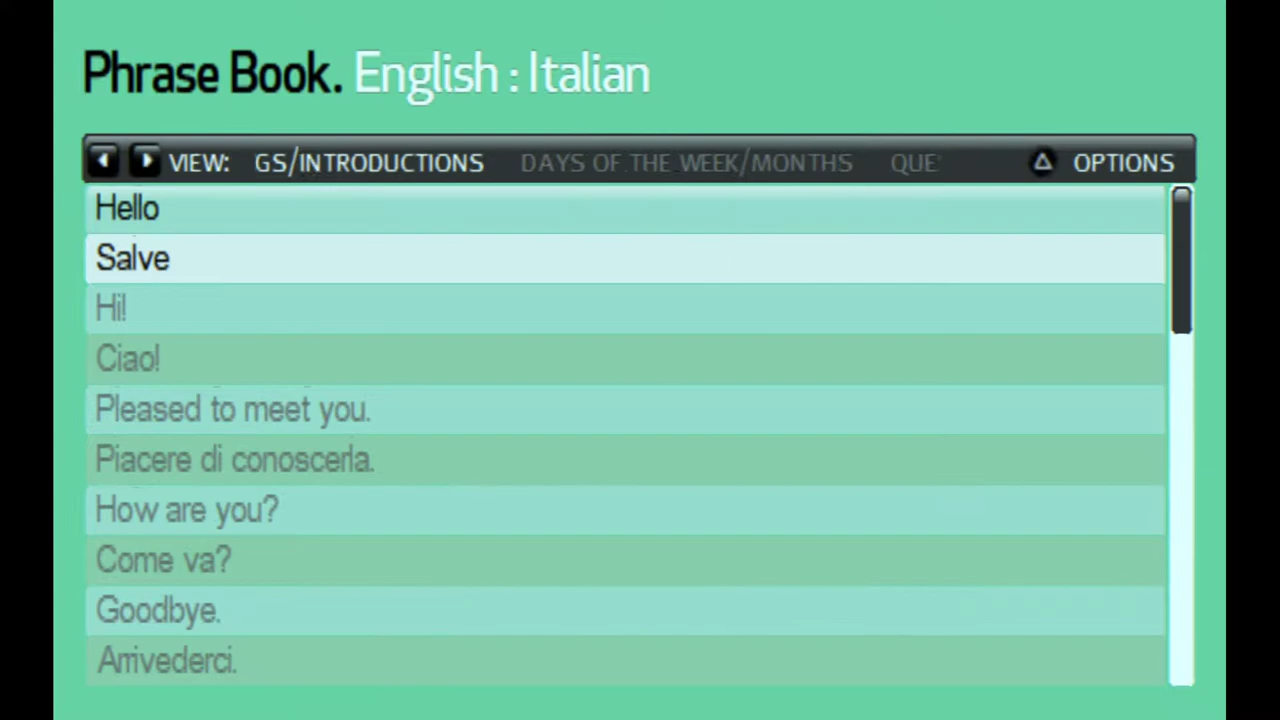 Phrase Book. English : Italian
VIEW: GS/INTRODUCTIONS DAYS OF THE WEEK/MONTHS QUE OPTIONS
Hello
Salve
Hi!
Ciao!
Pleased to meet you.
Piacere di conoscerla.
How are you?
Come va?
Goodbye.
Arrivederci.